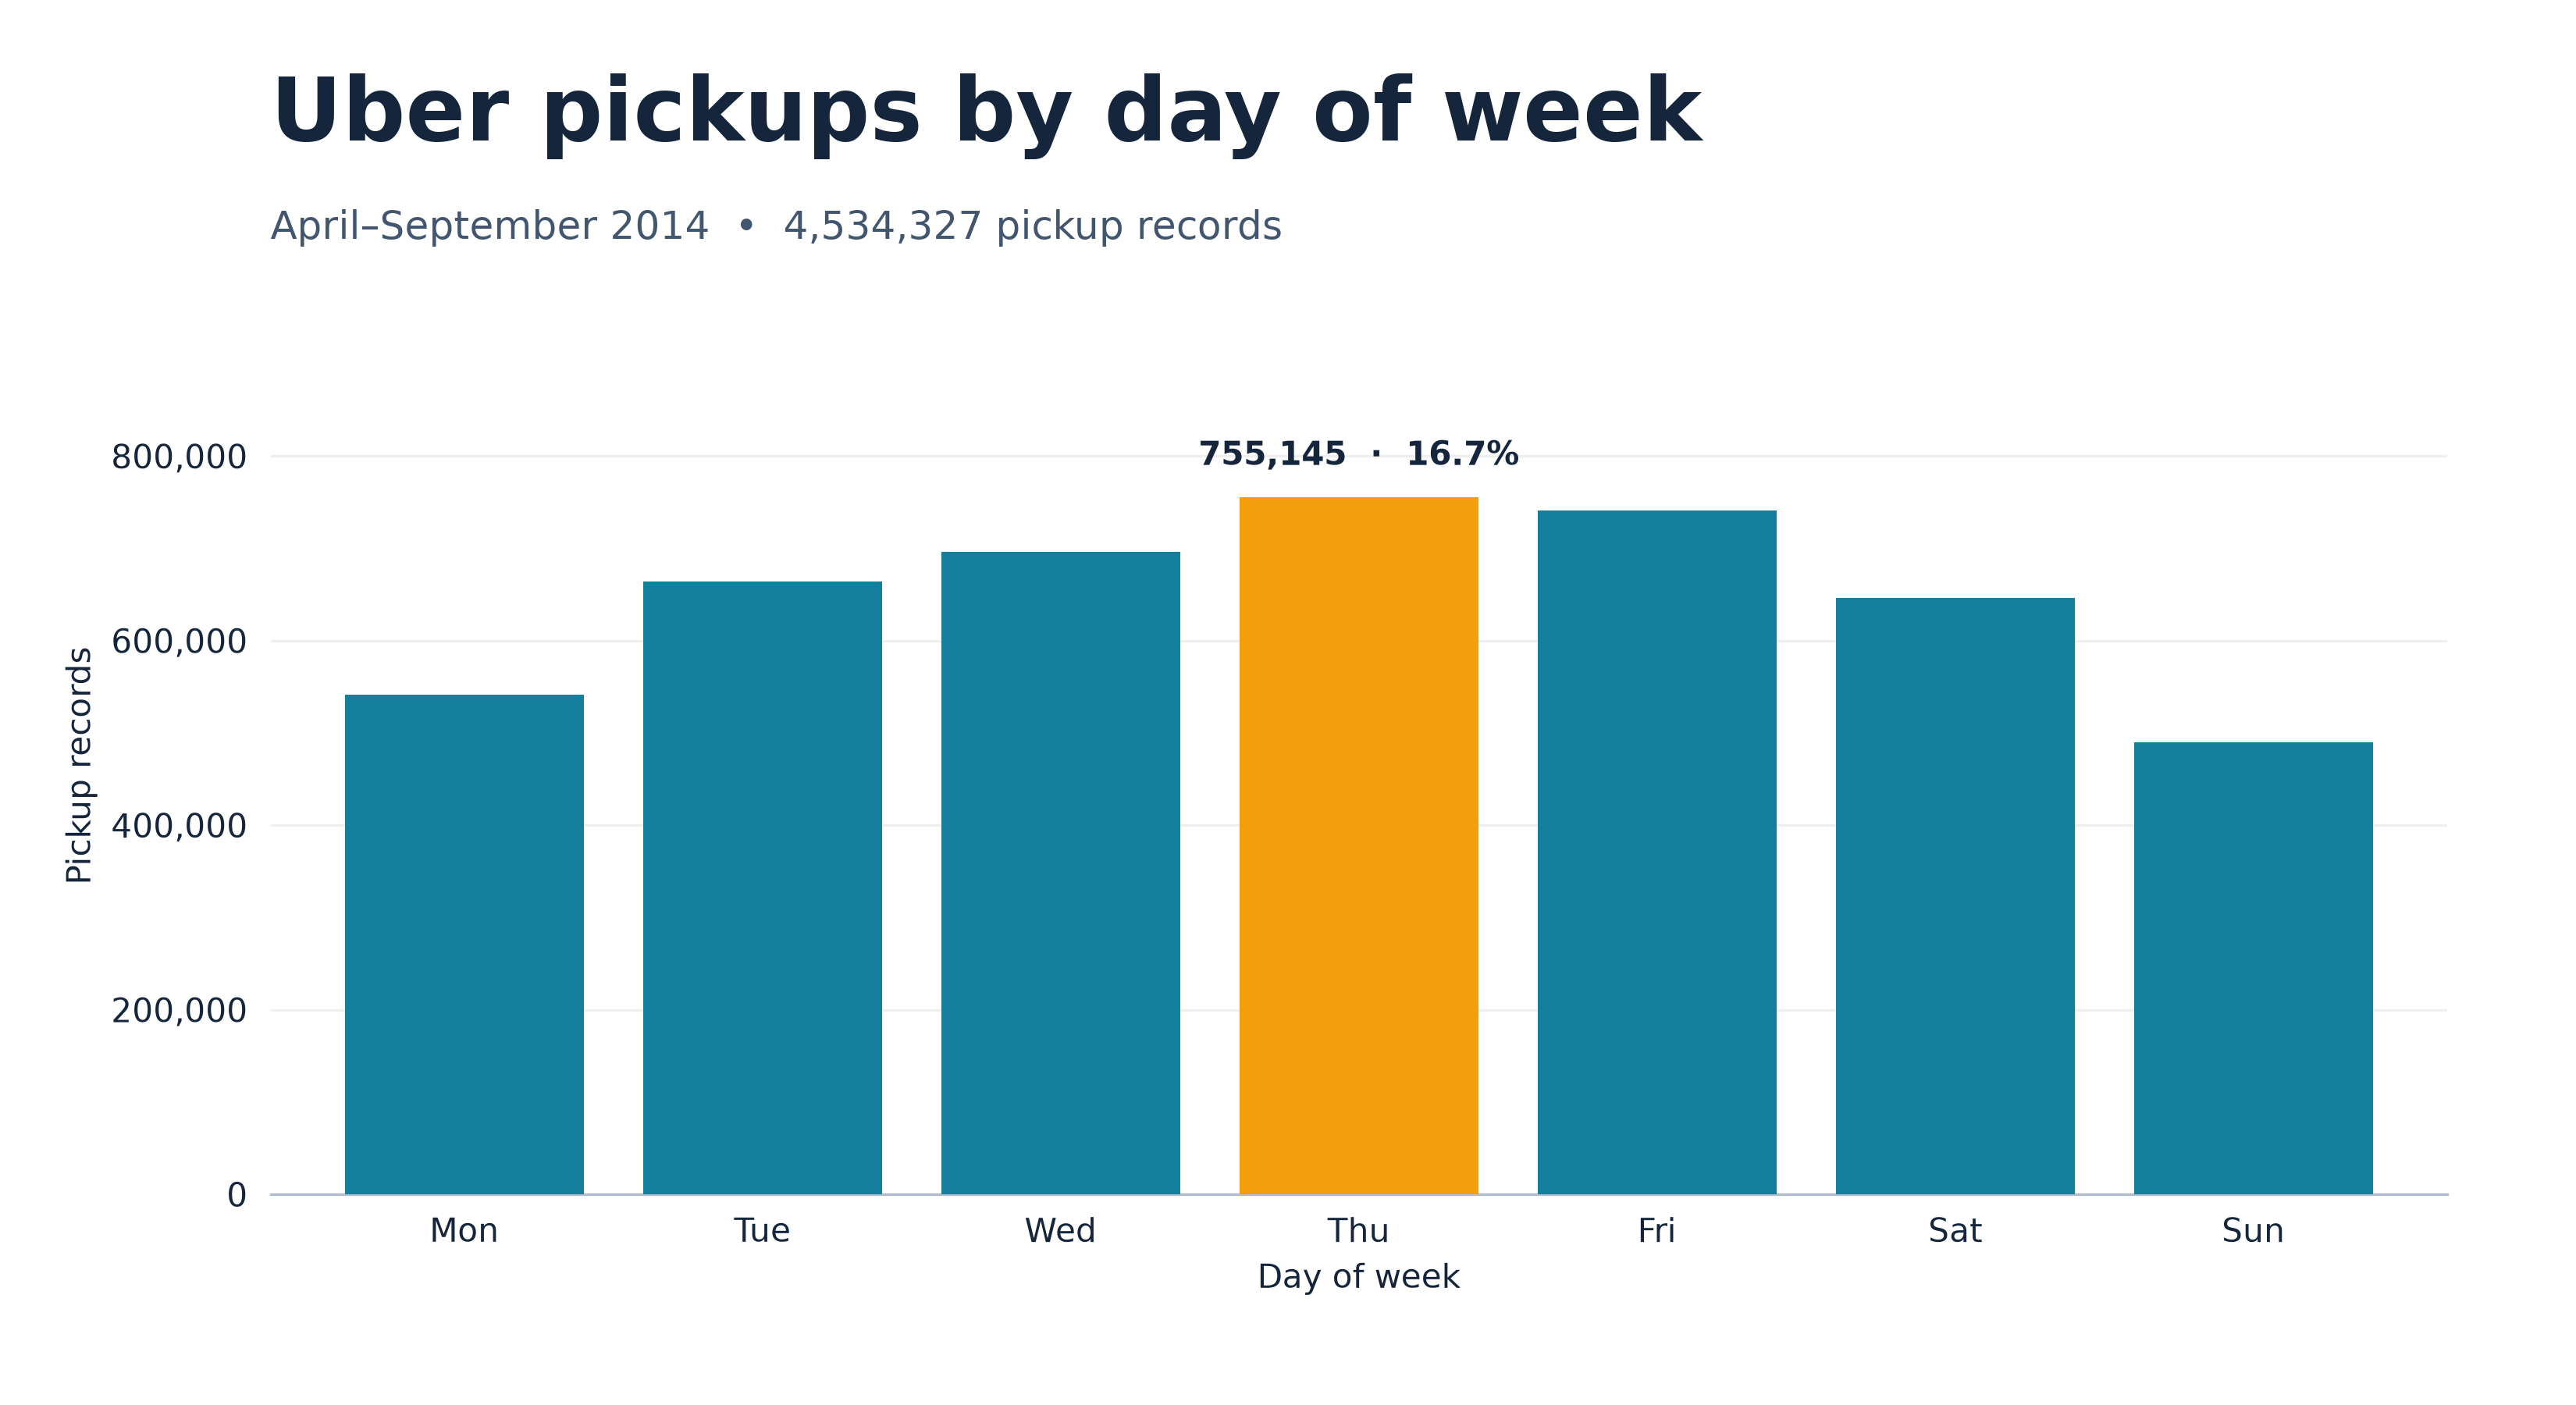 Uber pickups by day of week
April–September 2014 • 4,534,327 pickup records
755,145 · 16.7%
800,000
600,000
400,000
200,000
0
Pickup records
Mon Tue Wed Thu Fri Sat Sun
Day of week